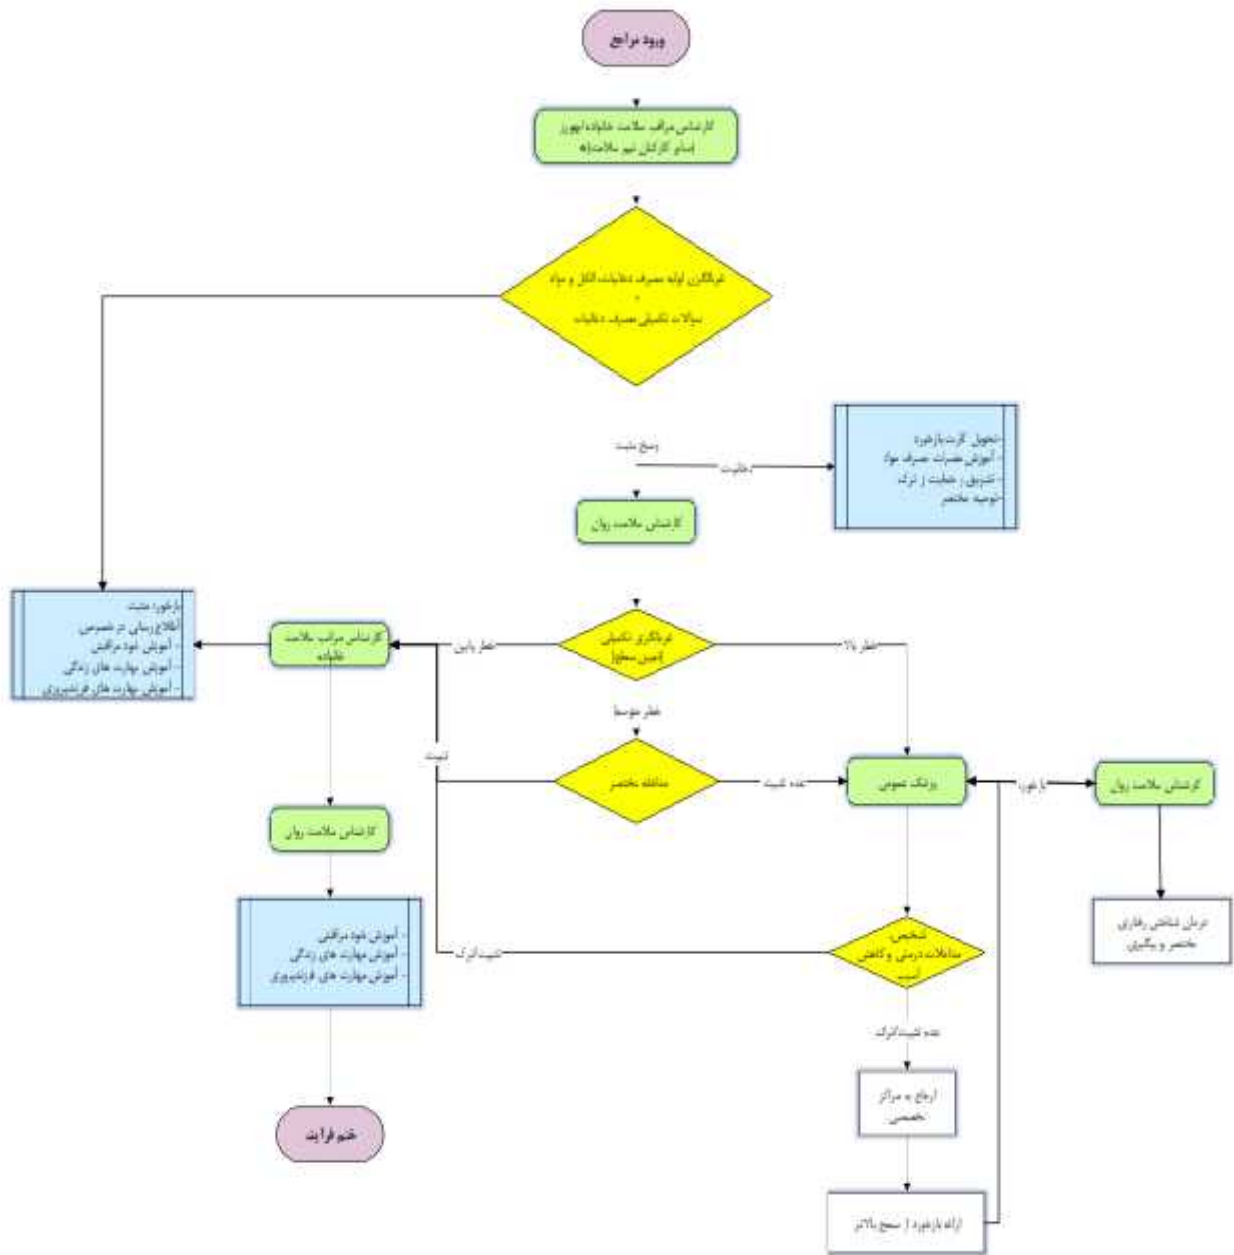 ورود مراجع
کارشناس مراقب سلامت خانواده/بهورز
(سایر کارکنان تیم سلامت)*
غربالگری اولیه مصرف دخانیات، الکل و مواد
+
سوالات تکمیلی مصرف دخانیات
پاسخ مثبت
دخانیات
-تحویل کارت بازخورد
- آموزش مضرات مصرف مواد
- تشویق و حمایت از ترک
-توصیه مختصر
کارشناس سلامت روان
بازخورد مثبت
اطلاع رسانی در خصوص
- آموزش خود مراقبتی
- آموزش مهارت های زندگی
- آموزش مهارت های فرزندپروری
کارشناس مراقب سلامت
خانواده
خطر پایین
غربالگری تکمیلی
(تعیین سطح)
خطر بالا
خطر متوسط
تثبیت
مداخله مختصر
عدم تثبیت
پزشک عمومی
بازخورد
کارشناس سلامت روان
کارشناس سلامت روان
درمان شناختی رفتاری
مختصر و پیگیری
- آموزش خود مراقبتی
- آموزش مهارت های زندگی
- آموزش مهارت های فرزندپروری
تثبیت/ترک
تشخیص،
مداخلات درمانی و کاهش
آسیب
عدم تثبیت/ترک
ارجاع به مراکز
تخصصی
ختم فرآیند
ارائه بازخورد از سطح بالاتر